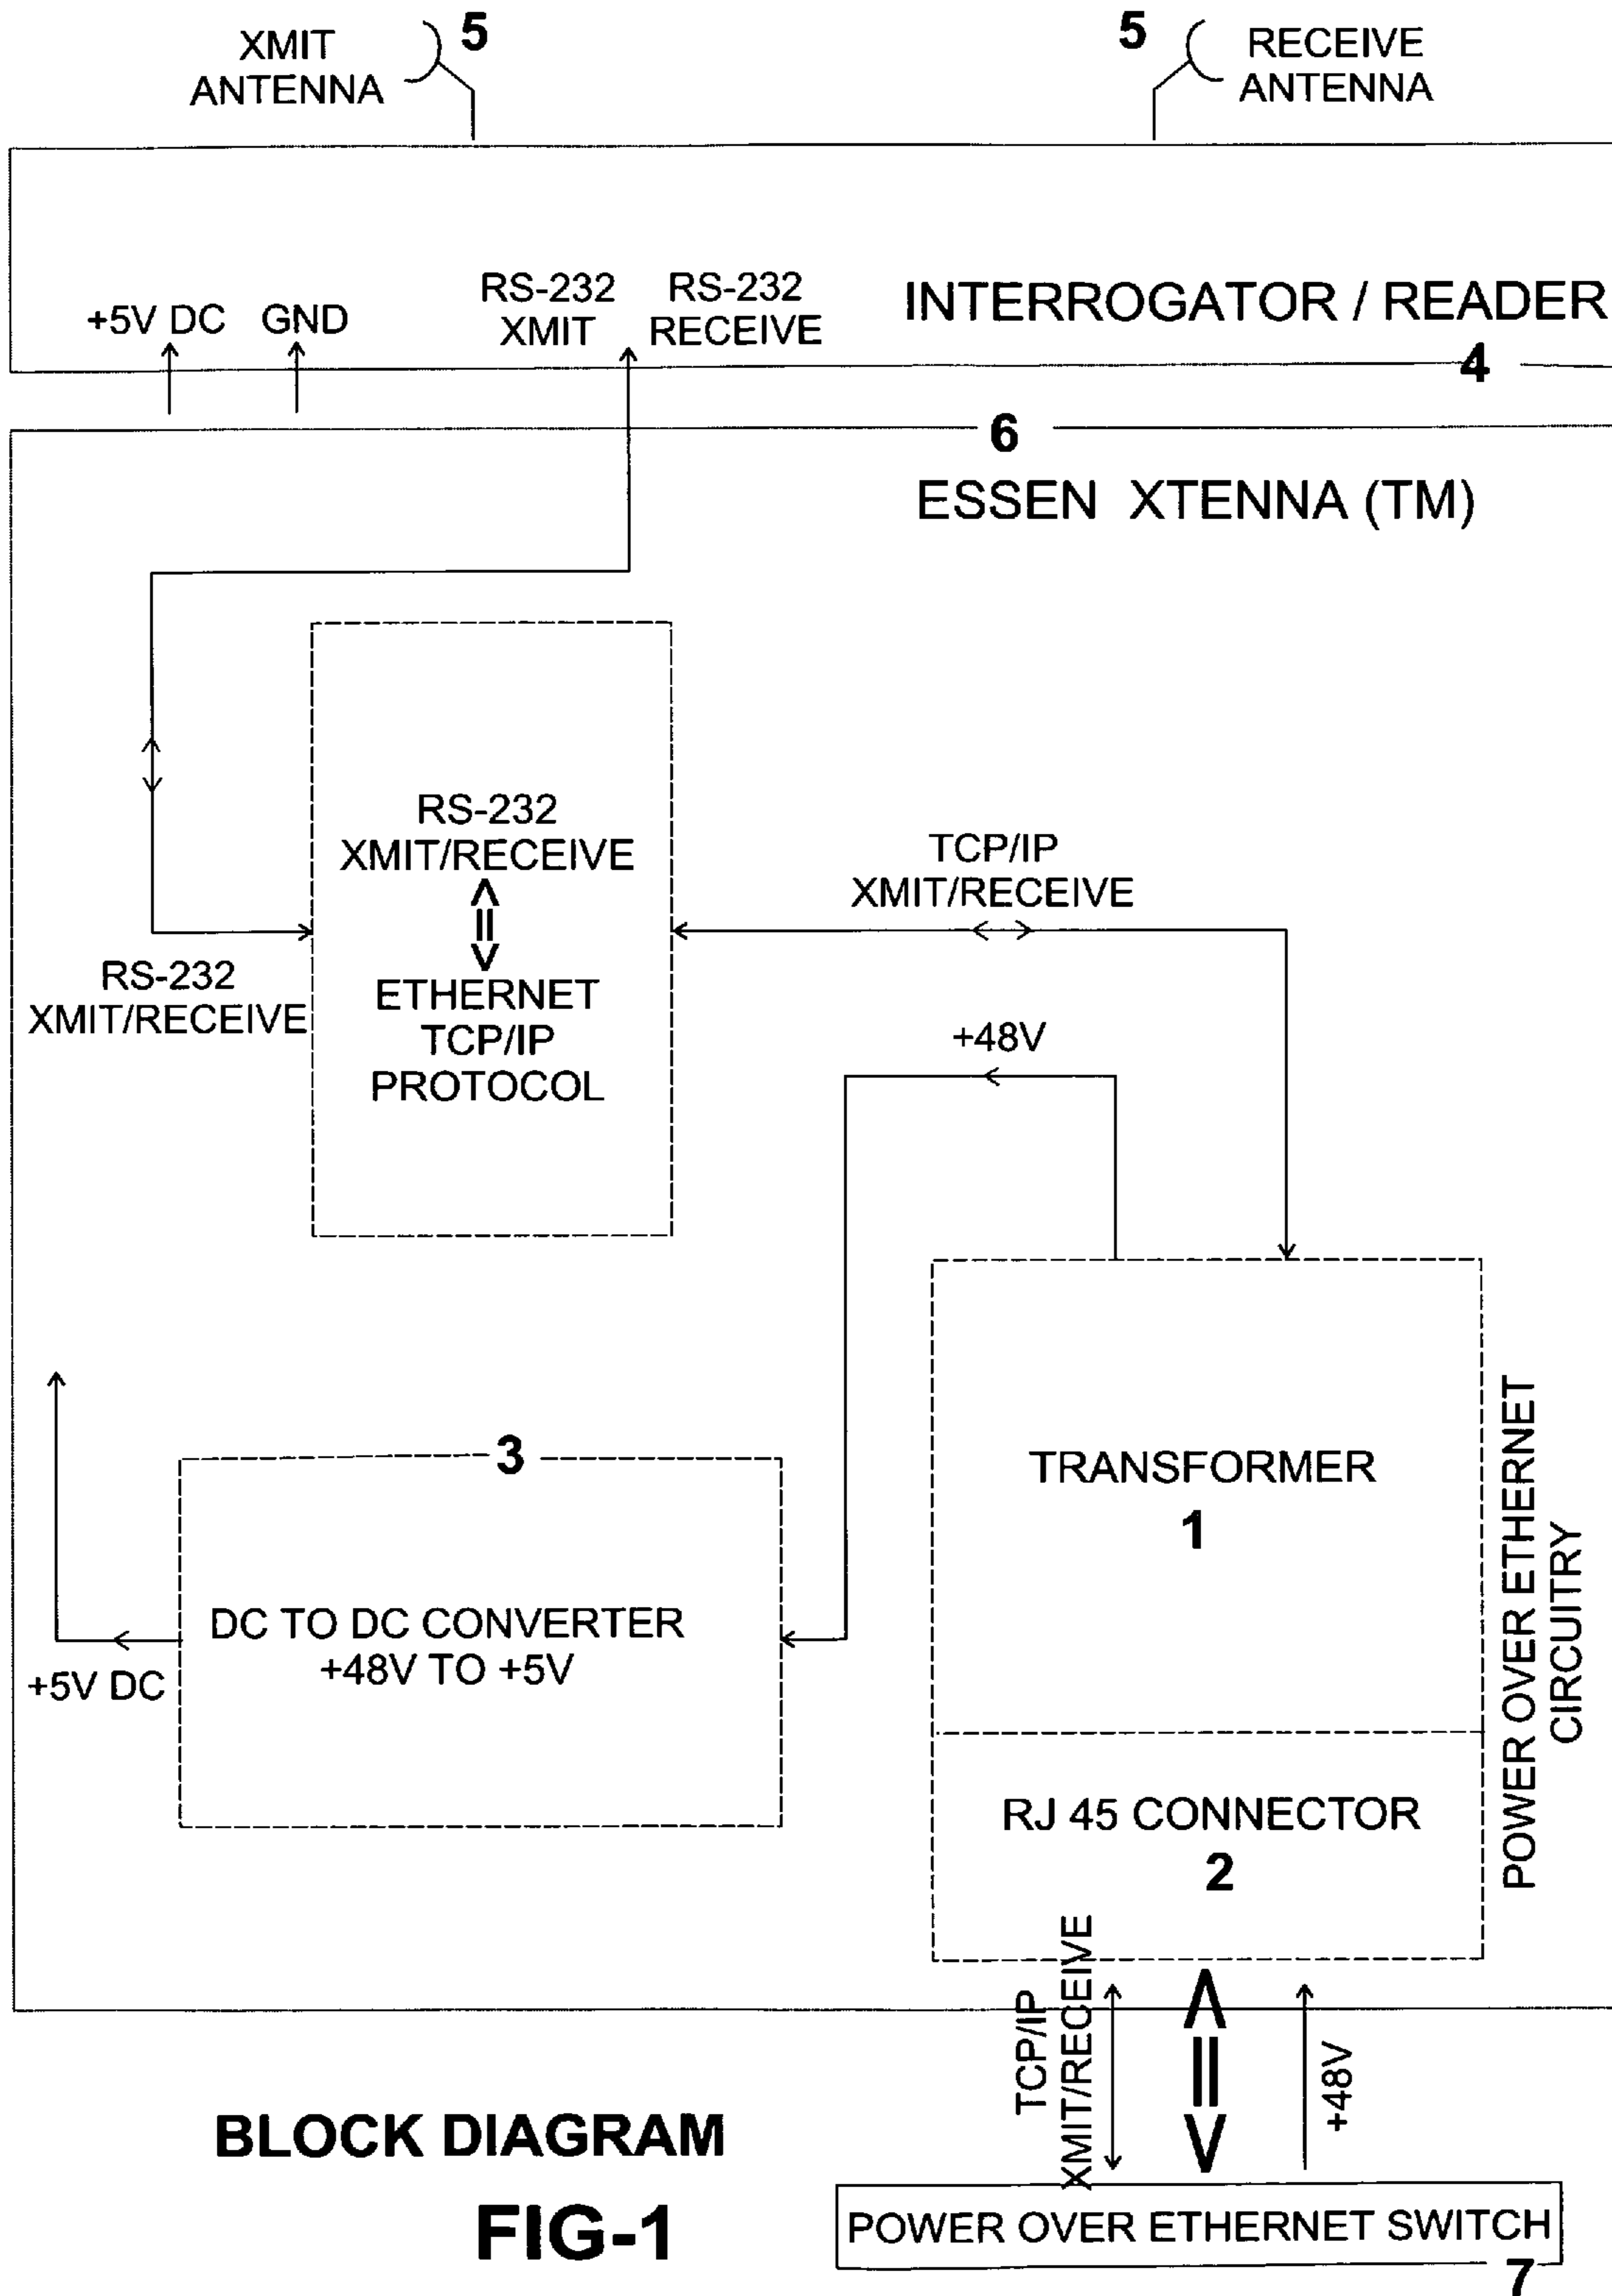 XMIT
ANTENNA
5
5
RECEIVE
ANTENNA
+5V DC
GND
RS-232
XMIT
RS-232
RECEIVE
INTERROGATOR / READER
4
6
ESSEN XTENNA (TM)
RS-232
XMIT/RECEIVE
<=>
ETHERNET
TCP/IP
PROTOCOL
RS-232
XMIT/RECEIVE
TCP/IP
XMIT/RECEIVE
+48V
3
DC TO DC CONVERTER
+48V TO +5V
+5V DC
TRANSFORMER
1
RJ 45 CONNECTOR
2
POWER OVER ETHERNET
CIRCUITRY
TCP/IP
XMIT/RECEIVE
<=>
+48V
POWER OVER ETHERNET SWITCH
7
BLOCK DIAGRAM
FIG-1